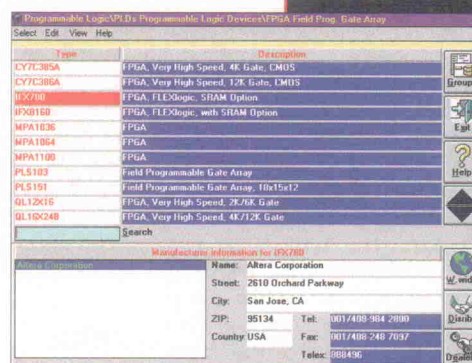 Programmable Logic\PLDs Programmable Logic Devices\FPGA Field Prog. Gate Array
Select Edit View Help
Type Description
CY7C385A FPGA, Very High Speed, 4K Gate, CMOS
CY7C386A FPGA, Very High Speed, 12K Gate, CMOS
IFX780 FPGA, FLEXlogic, SRAM Option
IFX8160 FPGA, FLEXlogic, with SRAM Option
MPA1036 FPGA
MPA1064 FPGA
MPA1100 FPGA
PLS103 Field Programmable Gate Array
PLS151 Field Programmable Gate Array, 18x15x12
QL12X16 FPGA, Very High Speed, 2K/6K Gate
QL16X24B FPGA, Very High Speed, 4K/12K Gate
Search
Group
Exit
Help
Manufacturer information for IFX780
Altera Corporation
Name: Altera Corporation
Street: 2610 Orchard Parkway
City: San Jose, CA
ZIP: 95134 Tel: 001/408-984 2800
Country USA Fax: 001/408-248 7097
Telex: 888496
W.wid
Distrib